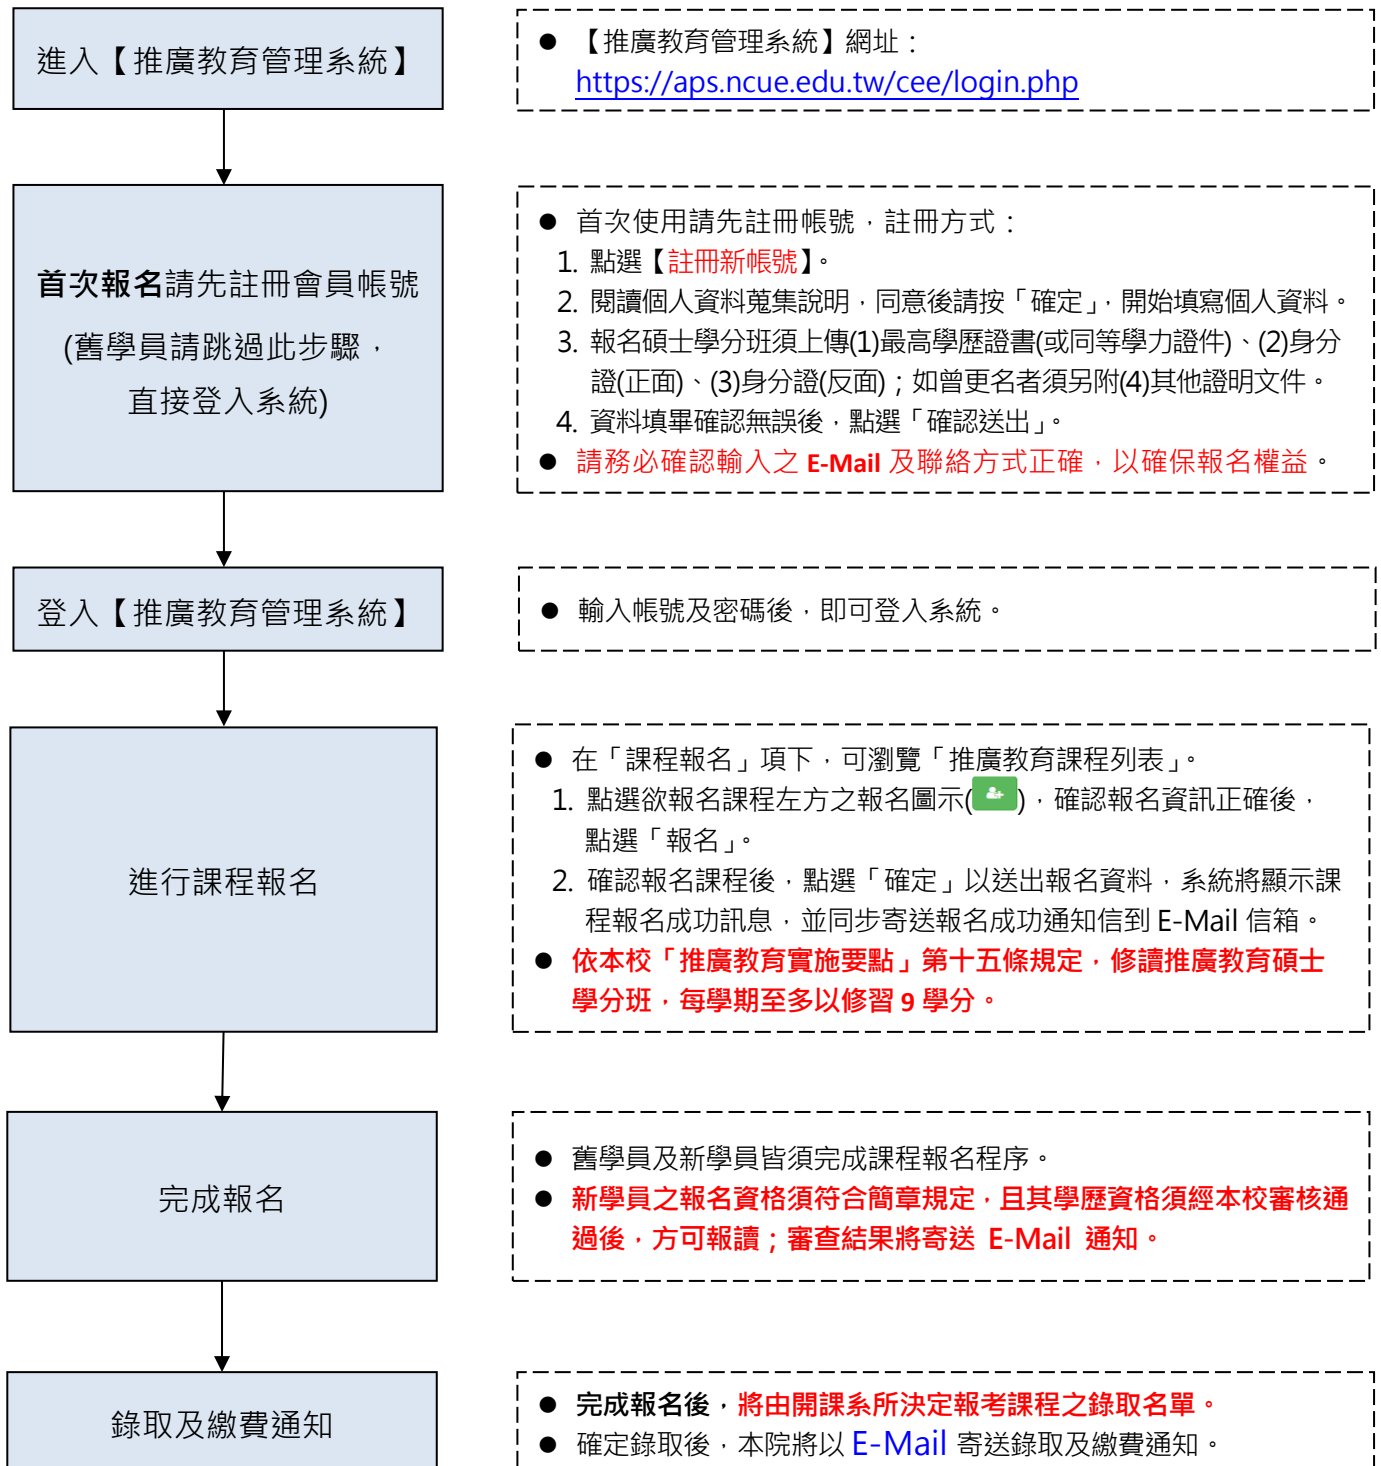 進入【推廣教育管理系統】
● 【推廣教育管理系統】網址：
https://aps.ncue.edu.tw/cee/login.php
首次報名請先註冊會員帳號
(舊學員請跳過此步驟，
直接登入系統)
● 首次使用請先註冊帳號，註冊方式：
1. 點選【註冊新帳號】。
2. 閱讀個人資料蒐集說明，同意後請按「確定」，開始填寫個人資料。
3. 報名碩士學分班須上傳(1)最高學歷證書(或同等學力證件)、(2)身分
證(正面)、(3)身分證(反面)；如曾更名者須另附(4)其他證明文件。
4. 資料填畢確認無誤後，點選「確認送出」。
● 請務必確認輸入之 E-Mail 及聯絡方式正確，以確保報名權益。
登入【推廣教育管理系統】
● 輸入帳號及密碼後，即可登入系統。
進行課程報名
● 在「課程報名」項下，可瀏覽「推廣教育課程列表」。
1. 點選欲報名課程左方之報名圖示( )，確認報名資訊正確後，
點選「報名」。
2. 確認報名課程後，點選「確定」以送出報名資料，系統將顯示課
程報名成功訊息，並同步寄送報名成功通知信到 E-Mail 信箱。
● 依本校「推廣教育實施要點」第十五條規定，修讀推廣教育碩士
學分班，每學期至多以修習 9 學分。
完成報名
● 舊學員及新學員皆須完成課程報名程序。
● 新學員之報名資格須符合簡章規定，且其學歷資格須經本校審核通
過後，方可報讀；審查結果將寄送 E-Mail 通知。
錄取及繳費通知
● 完成報名後，將由開課系所決定報考課程之錄取名單。
● 確定錄取後，本院將以 E-Mail 寄送錄取及繳費通知。